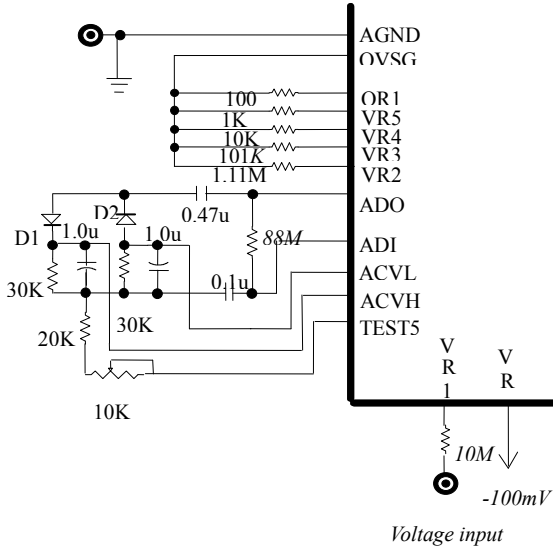 AGND
OVSG
100
OR1
1K
VR5
10K
VR4
101K
VR3
1.11M
VR2
ADO
0.47u
D1
D2
1.0u
1.0u
88M
ADI
0.1u
ACVL
30K
30K
ACVH
20K
TEST5
10K
V
R
1
V
R
10M
-100mV
Voltage input